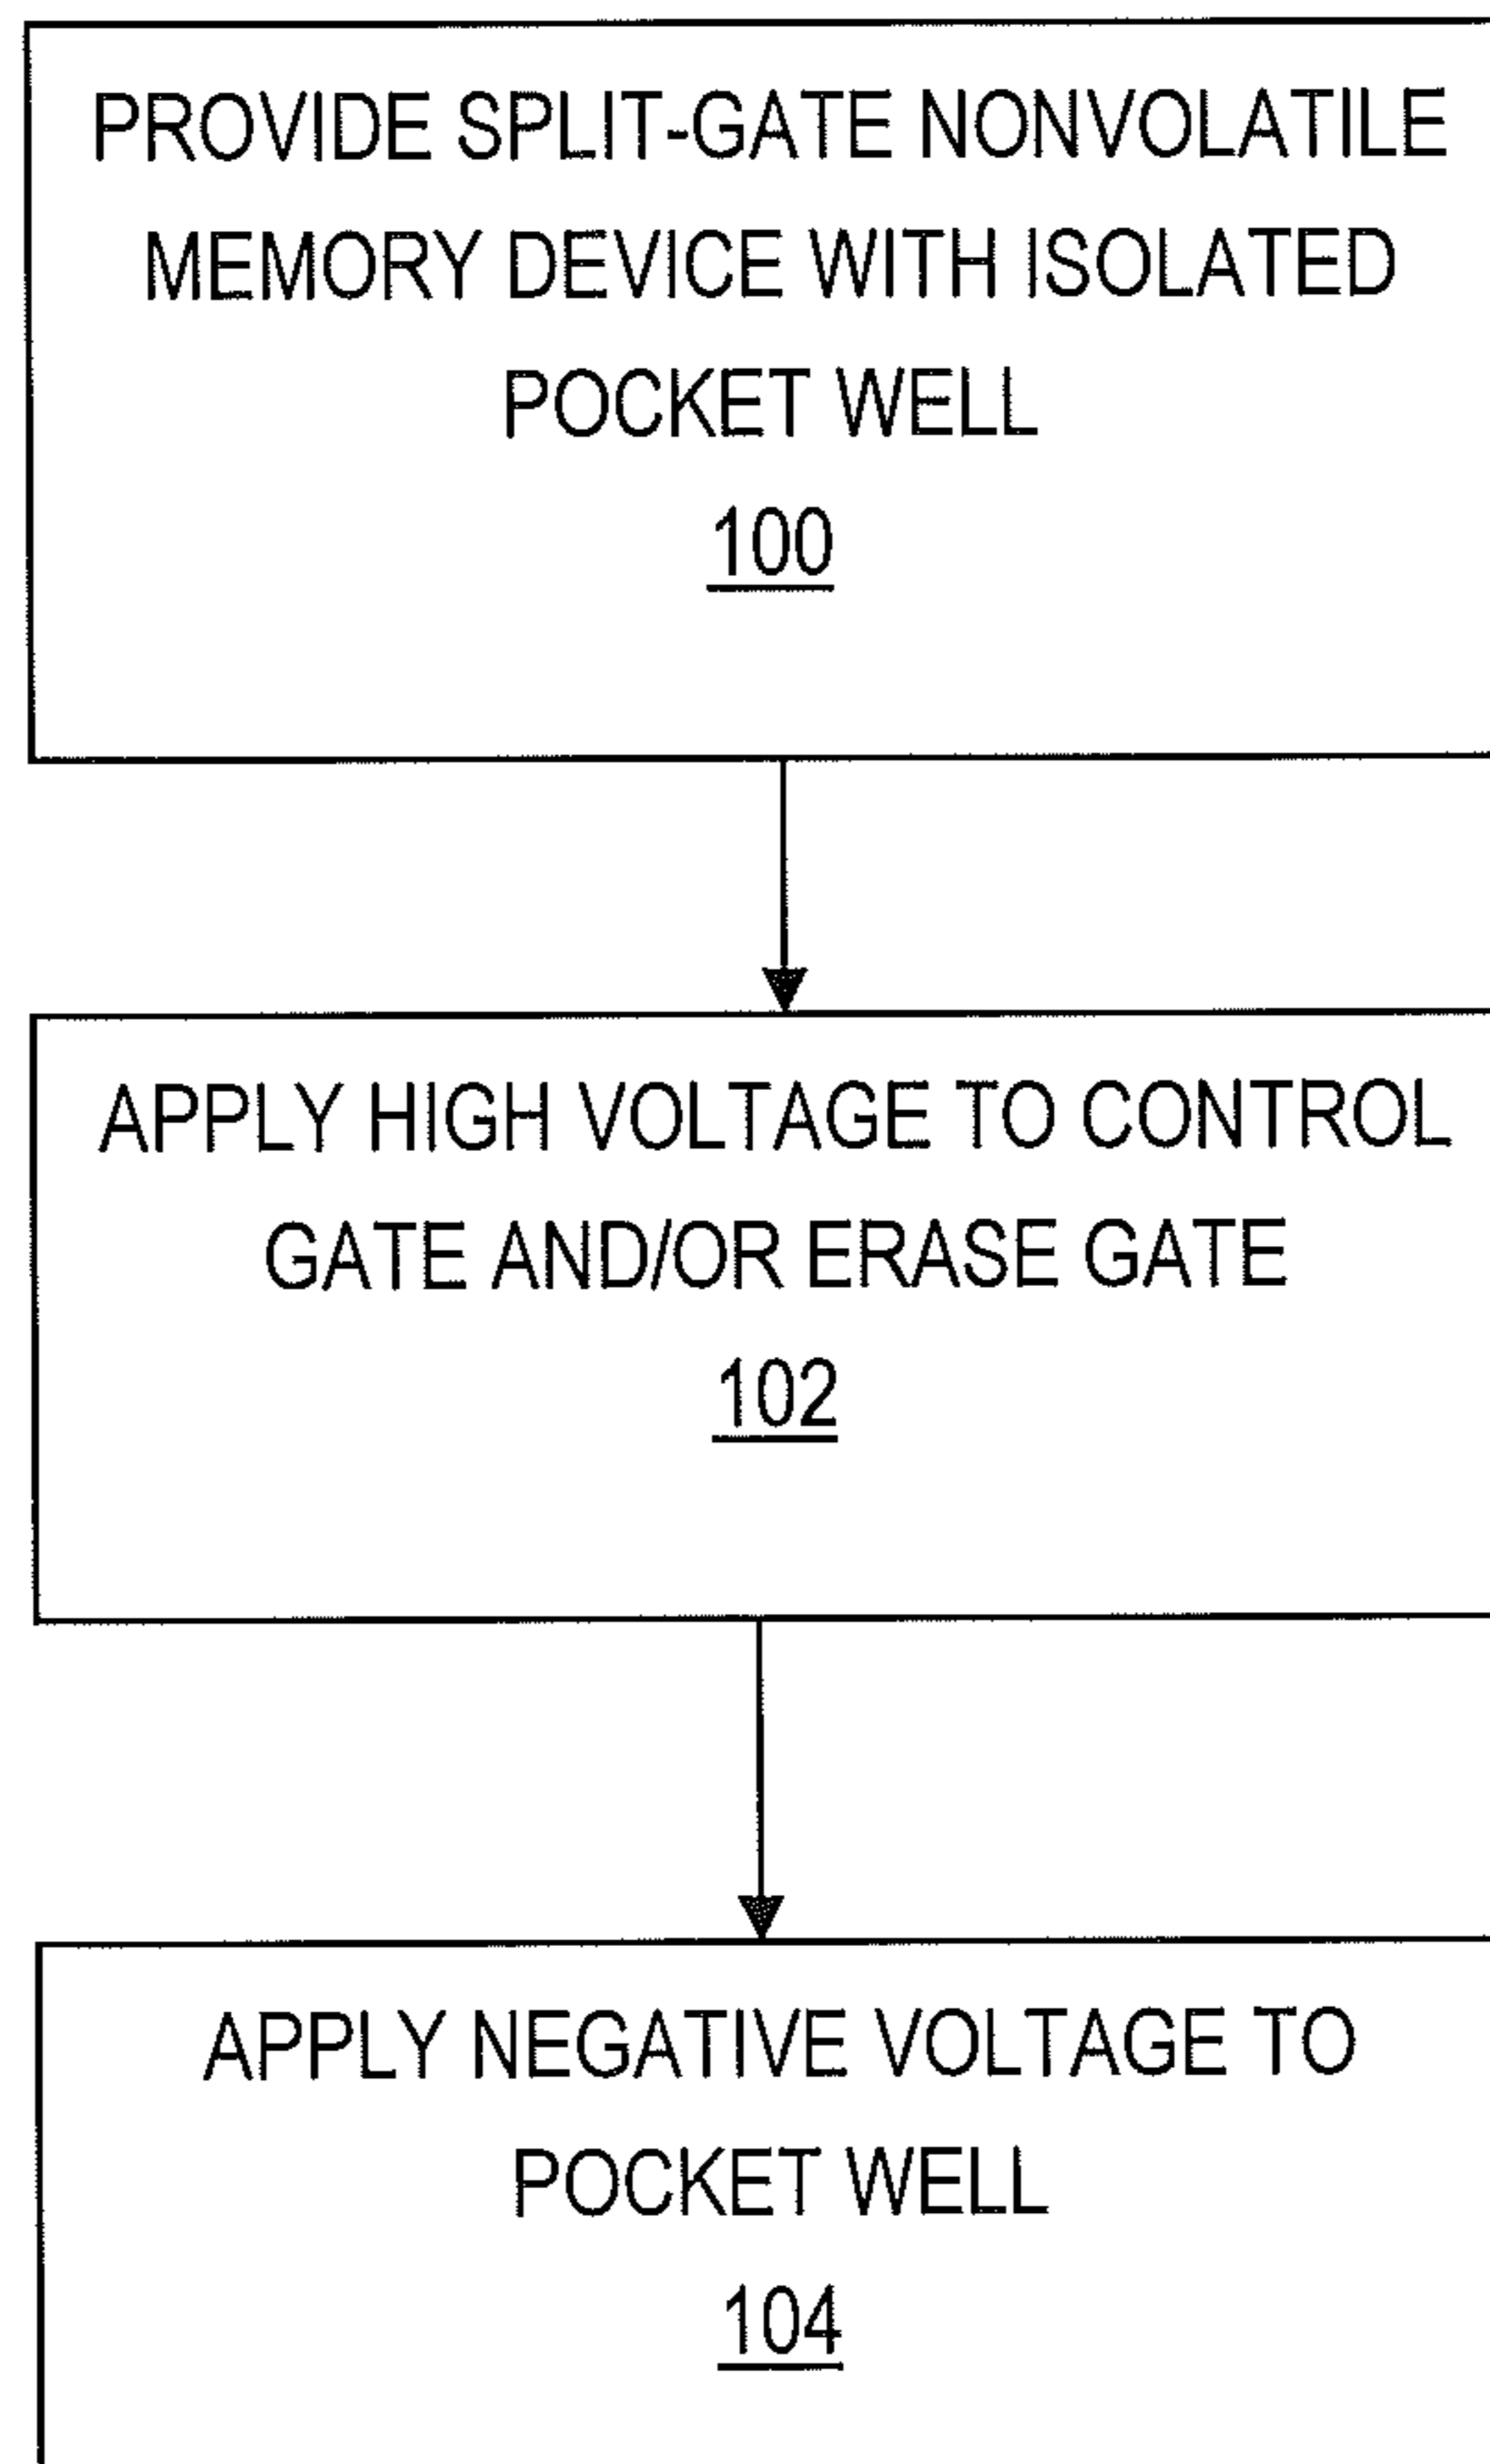 PROVIDE SPLIT-GATE NONVOLATILE
MEMORY DEVICE WITH ISOLATED
POCKET WELL
100
APPLY HIGH VOLTAGE TO CONTROL
GATE AND/OR ERASE GATE
102
APPLY NEGATIVE VOLTAGE TO
POCKET WELL
104